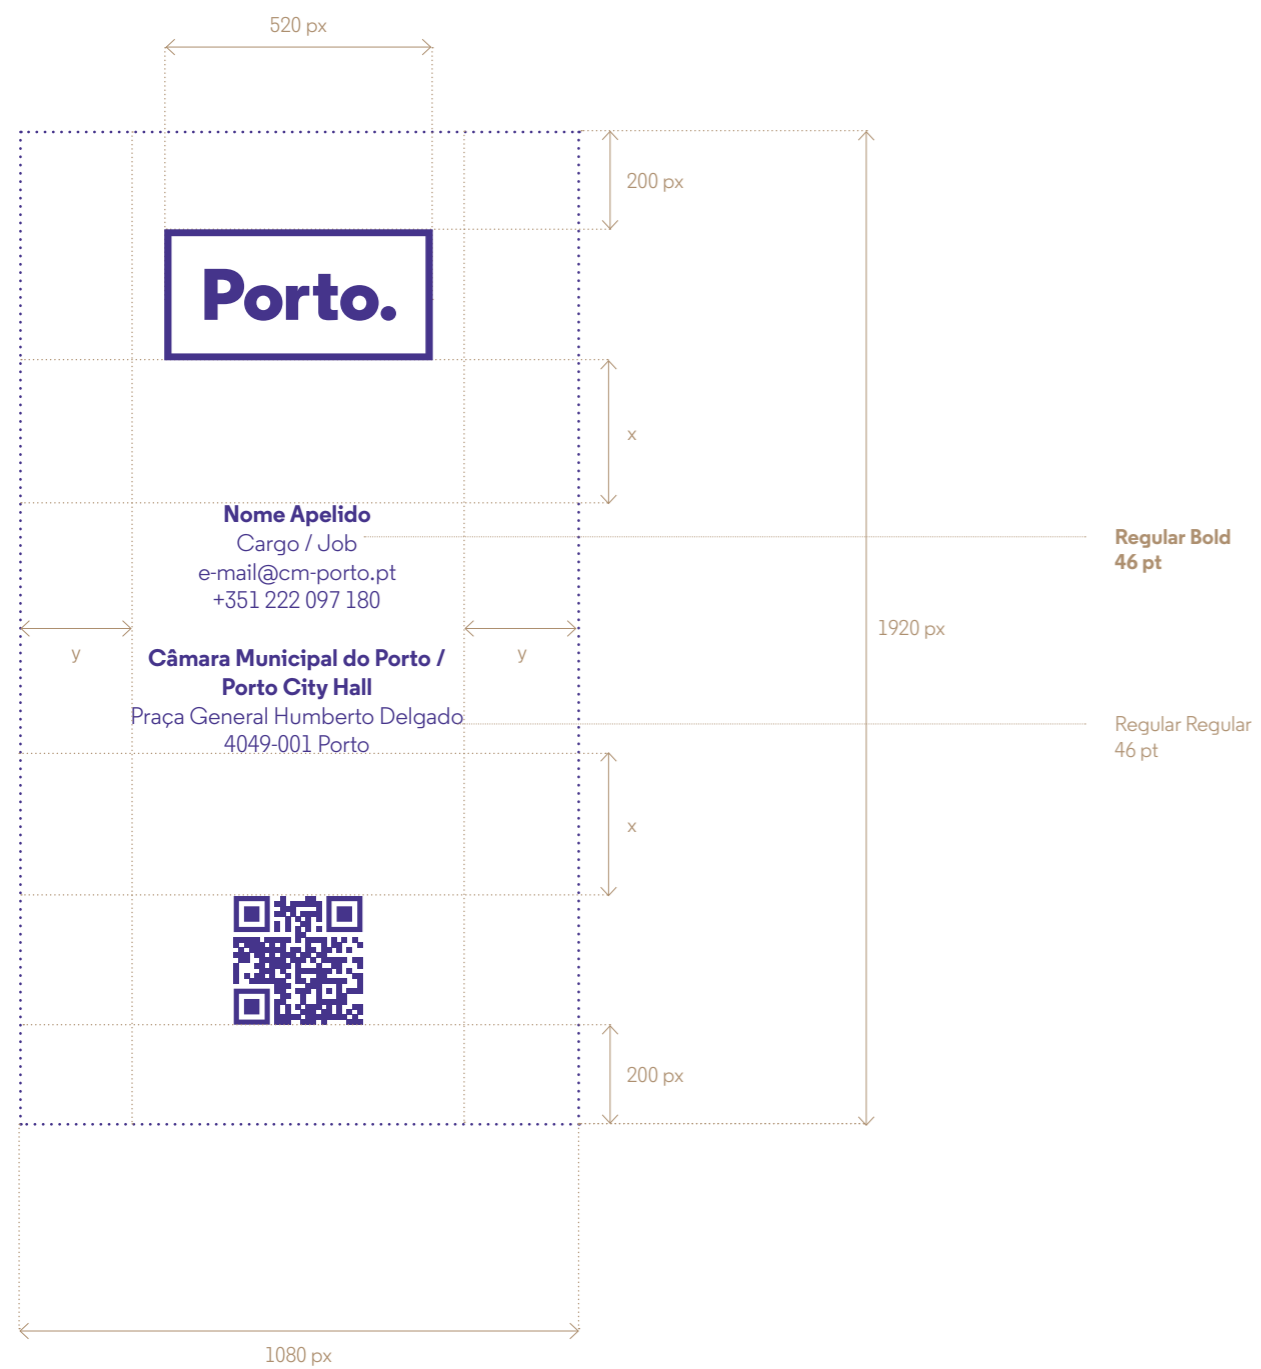 520 px
200 px
Porto.
x
Nome Apelido
Cargo / Job
e-mail@cm-porto.pt
+351 222 097 180
Regular Bold
46 pt
1920 px
y
y
Câmara Municipal do Porto /
Porto City Hall
Praça General Humberto Delgado
4049-001 Porto
Regular Regular
46 pt
x
200 px
1080 px